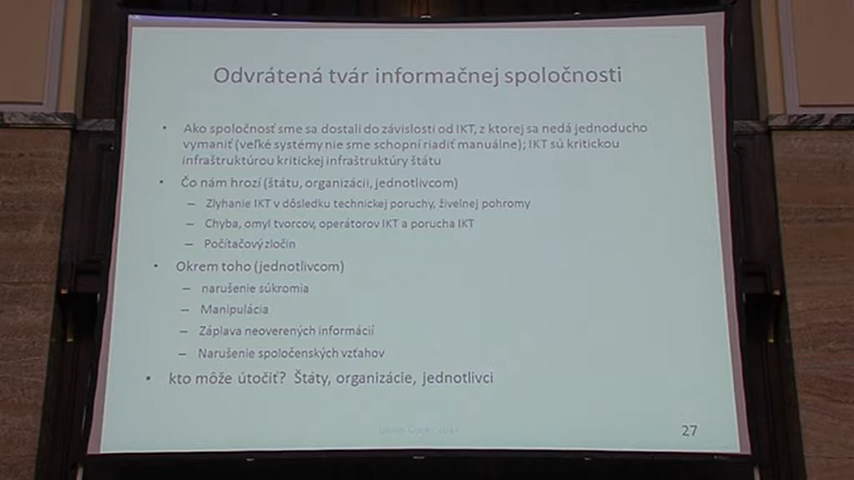 Odvrátená tvár informačnej spoločnosti
• Ako spoločnosť sme sa dostali do závislosti od IKT, z ktorej sa nedá jednoducho
vymaniť (veľké systémy nie sme schopní riadiť manuálne); IKT sú kritickou
infraštruktúrou kritickej infraštruktúry štátu
• Čo nám hrozí (štátu, organizácii, jednotlivcom)
– Zlyhanie IKT v dôsledku technickej poruchy, živelnej pohromy
– Chyba, omyl tvorcov, operátorov IKT a porucha IKT
– Počítačový zločin
• Okrem toho (jednotlivcom)
– narušenie súkromia
– Manipulácia
– Záplava neoverených informácií
– Narušenie spoločenských vzťahov
• kto môže útočiť? Štáty, organizácie, jednotlivci
27